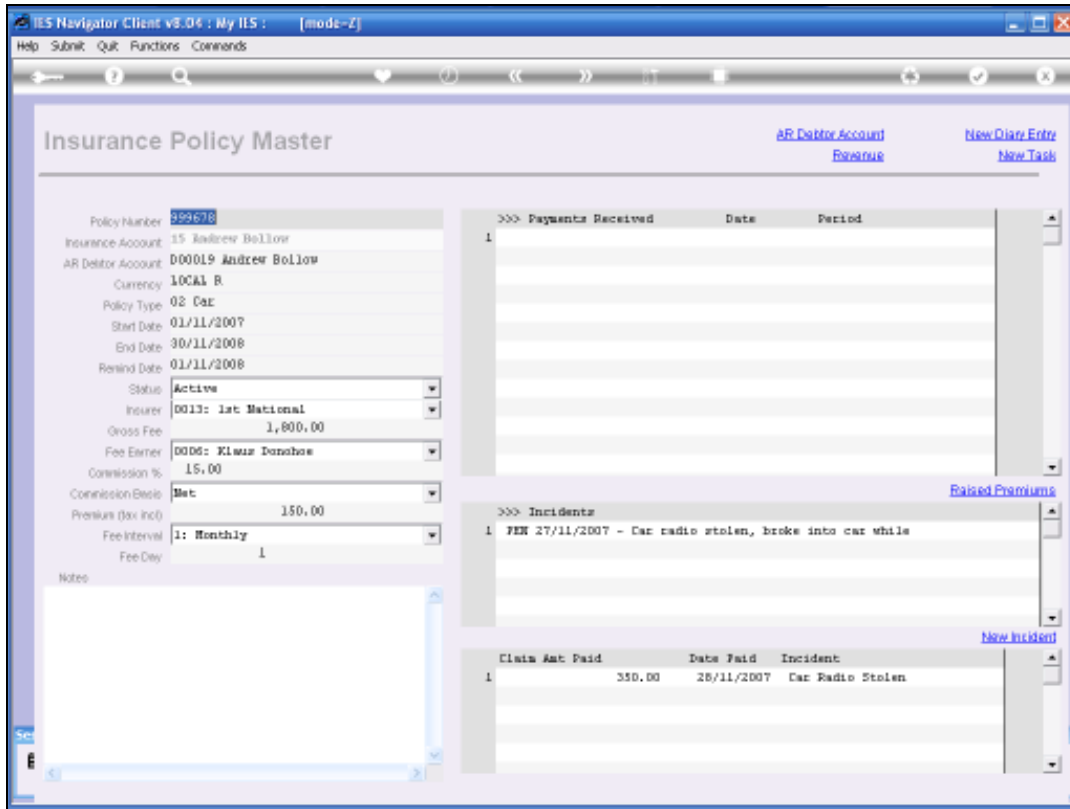 IES Navigator Client v8.04 : My IES : [mode=Z]
Help Submit Quit Functions Commands
Insurance Policy Master
AR Debtor Account
New Diary Entry
Revenue
New Task
Policy Number 999678
Insurance Account 15 Andrew Bollow
AR Debtor Account D00019 Andrew Bollow
Currency LOCAL R
Policy Type 02 Car
Start Date 01/11/2007
End Date 30/11/2008
Remind Date 01/11/2008
Status Active
Insurer 0013: 1st National
Gross Fee 1,800.00
Fee Earner 0006: Klaus Donohoe
Commission % 15.00
Commission Basis Net
Premium (tax incl) 150.00
Fee Interval 1: Monthly
Fee Day 1
Notes
>>> Payments Received Date Period
1
Raised Premiums
>>> Incidents
1 PEN 27/11/2007 - Car radio stolen, broke into car while
New Incident
Claim Amt Paid Date Paid Incident
1 350.00 28/11/2007 Car Radio Stolen